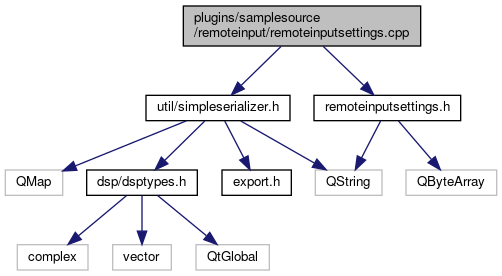 plugins/samplesource
/remoteinput/remoteinputsettings.cpp
util/simpleserializer.h
remoteinputsettings.h
QMap
dsp/dsptypes.h
export.h
QString
QByteArray
complex
vector
QtGlobal